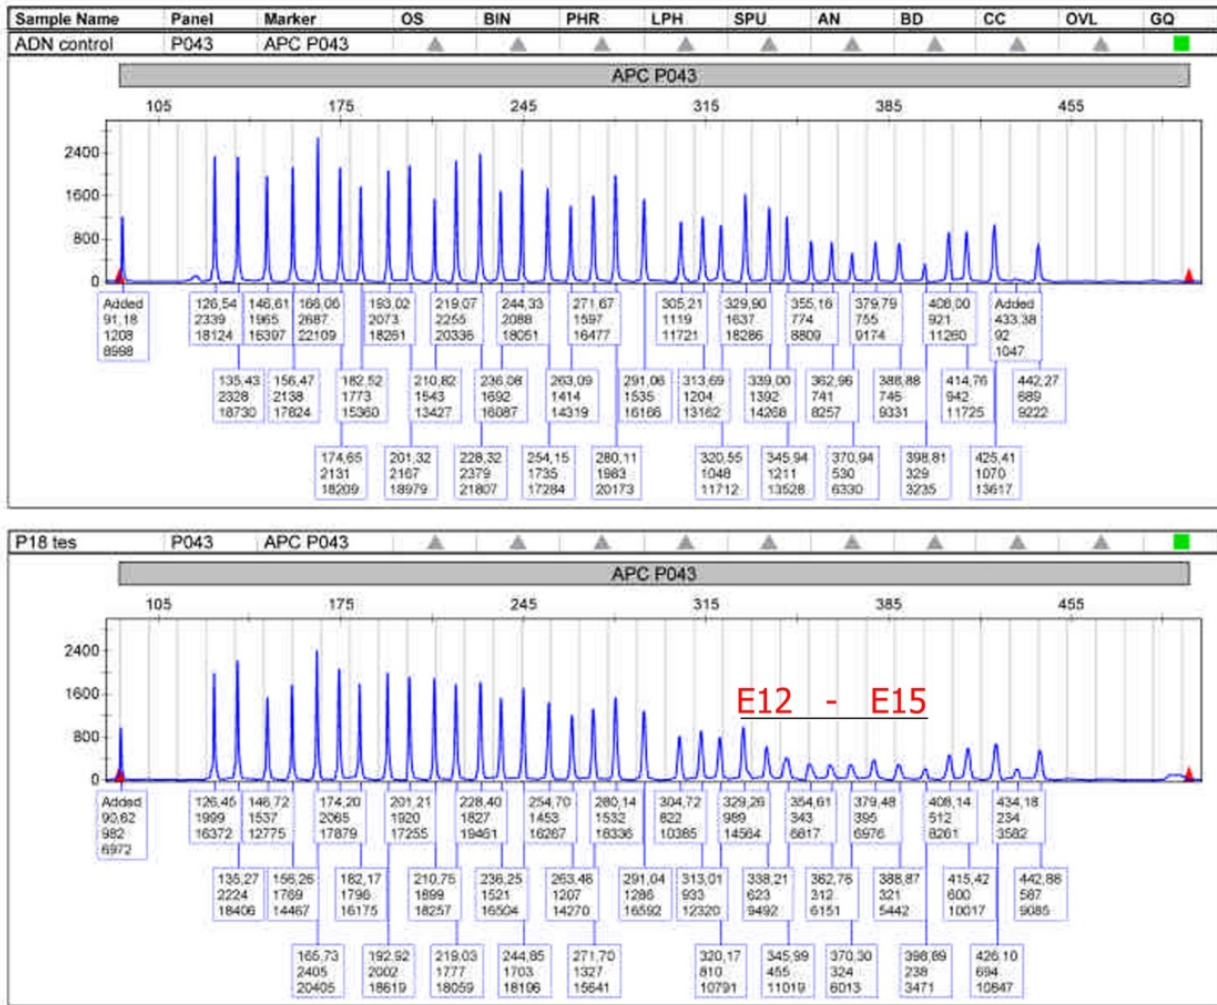 Sample Name Panel Marker OS BIN PHR LPH SPU AN BD CC OVL GQ
ADN control P043 APC P043
APC P043
105 175 245 315 385 455
2400
1600
800
0
Added 126,54 146,61 166,06 193,02 219,07 244,33 271,67 305,21 329,90 355,16 379,79 408,00 Added
91,18 2339 1965 2687 2073 2255 2088 1597 1119 1637 774 755 921 433,38
1208 18124 16397 22109 18261 20336 18051 16477 11721 18286 8809 9174 11260 92
8998 1047
135,43 156,47 182,52 210,82 236,08 263,09 291,06 313,69 339,00 362,96 388,88 414,76 442,27
2328 2138 1773 1543 1692 1414 1535 1204 1392 741 746 942 689
18730 17824 15360 13427 16087 14319 16166 13162 14268 8257 9331 11725 9222
174,65 201,32 228,32 254,15 280,11 320,55 345,94 370,94 398,81 425,41
2131 2167 2379 1735 1983 1048 1211 530 329 1070
18209 18979 21807 17284 20173 11712 13528 6330 3235 13617
P18 tes P043 APC P043
APC P043
105 175 245 315 385 455
2400
1600
800
0
E12 - E15
Added 126,45 146,72 174,20 201,21 228,40 254,70 280,14 304,72 329,26 354,61 379,48 408,14 434,18
90,62 1999 1537 2065 1920 1827 1453 1532 822 989 343 395 512 234
982 16372 12775 17879 17255 19461 16267 18336 10385 14564 6817 6976 8261 3582
6972
135,27 156,26 182,17 210,75 236,25 263,46 291,04 313,01 338,21 362,76 388,87 415,42 442,88
2224 1769 1796 1899 1521 1207 1286 933 623 312 321 600 587
18406 14467 16175 18257 16504 14270 16592 12320 9492 6151 5442 10017 9085
165,73 192,92 219,03 244,85 271,70 320,17 345,99 370,30 398,89 426,10
2405 2002 1777 1703 1327 810 455 324 238 694
20405 18619 18059 18196 15641 10791 11019 6013 3471 10847